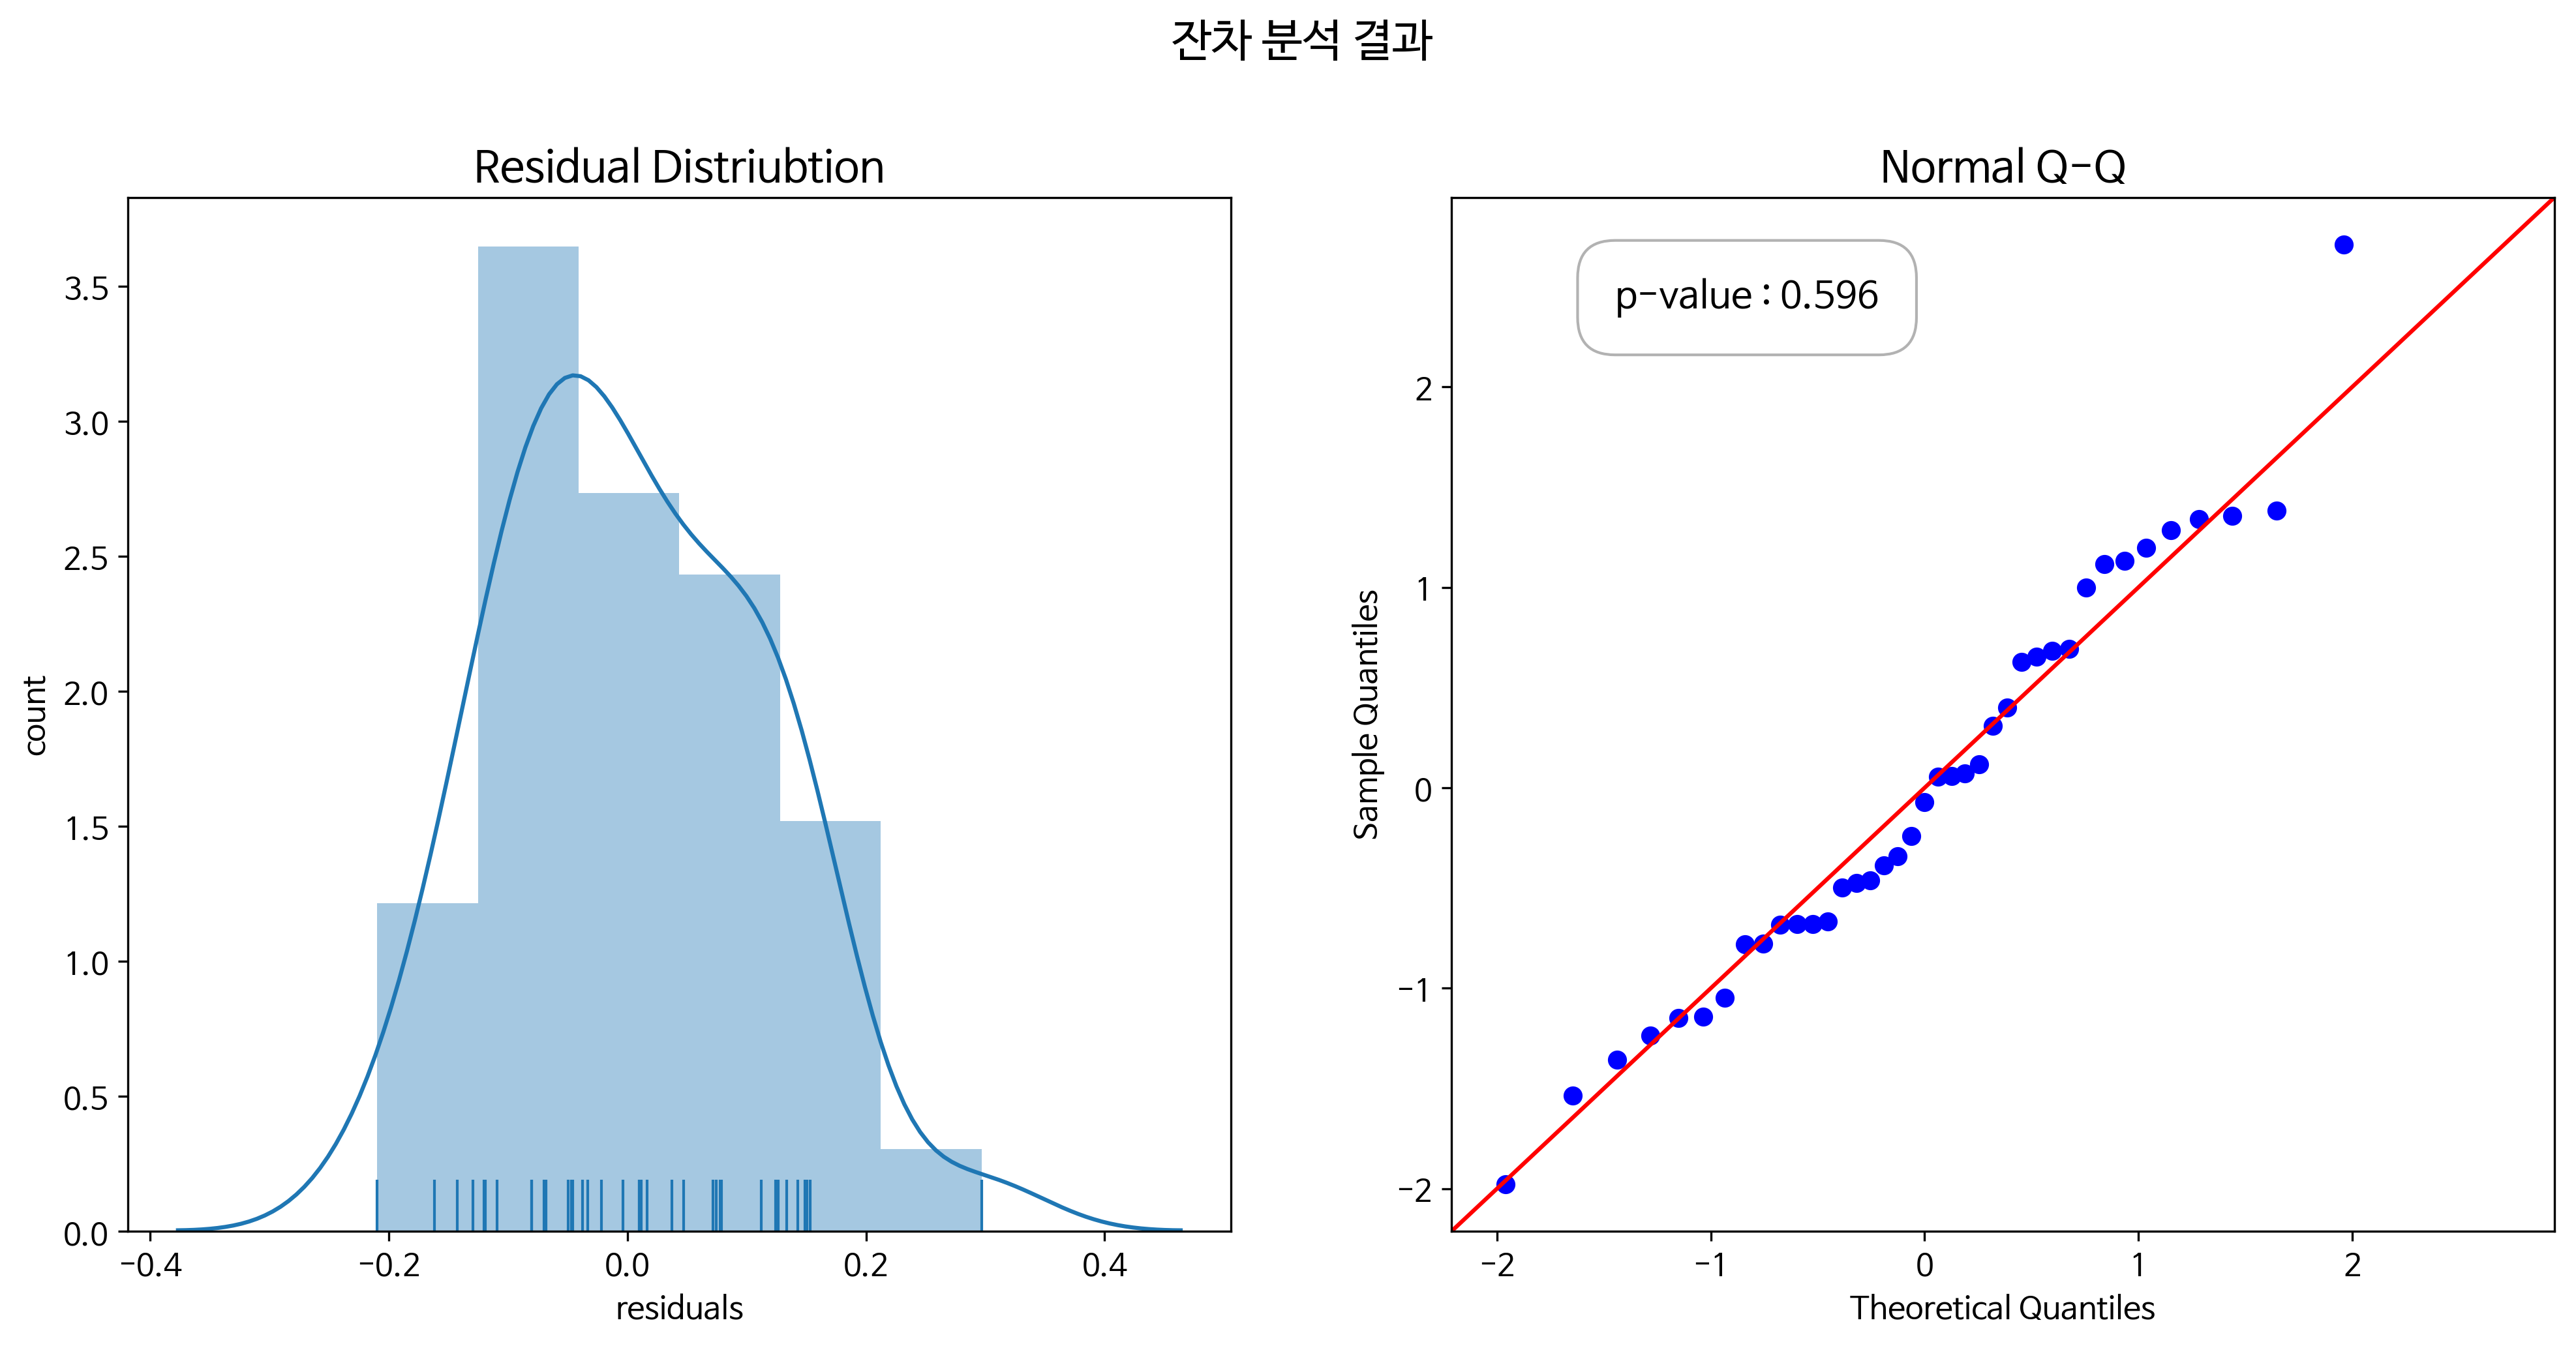 잔차 분석 결과
Residual Distriubtion
3.5
3.0
2.5
2.0
1.5
1.0
0.5
0.0
count
-0.4 -0.2 0.0 0.2 0.4
residuals
Normal Q-Q
p-value : 0.596
2
1
0
-1
-2
Sample Quantiles
-2 -1 0 1 2
Theoretical Quantiles